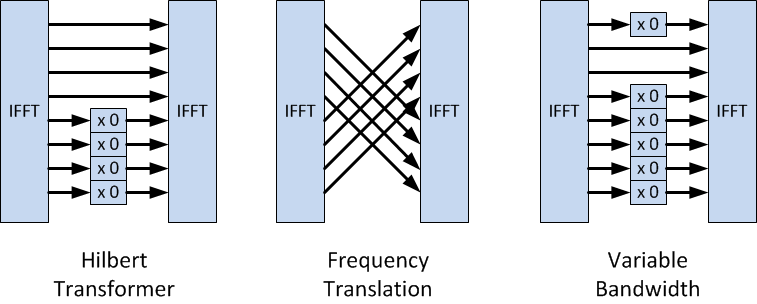 x 0
x 0
IFFT
IFFT
IFFT
IFFT
IFFT
x 0
IFFT
x 0
x 0
x 0
x 0
x 0
x 0
x 0
Hilbert
Transformer
Frequency
Translation
Variable
Bandwidth